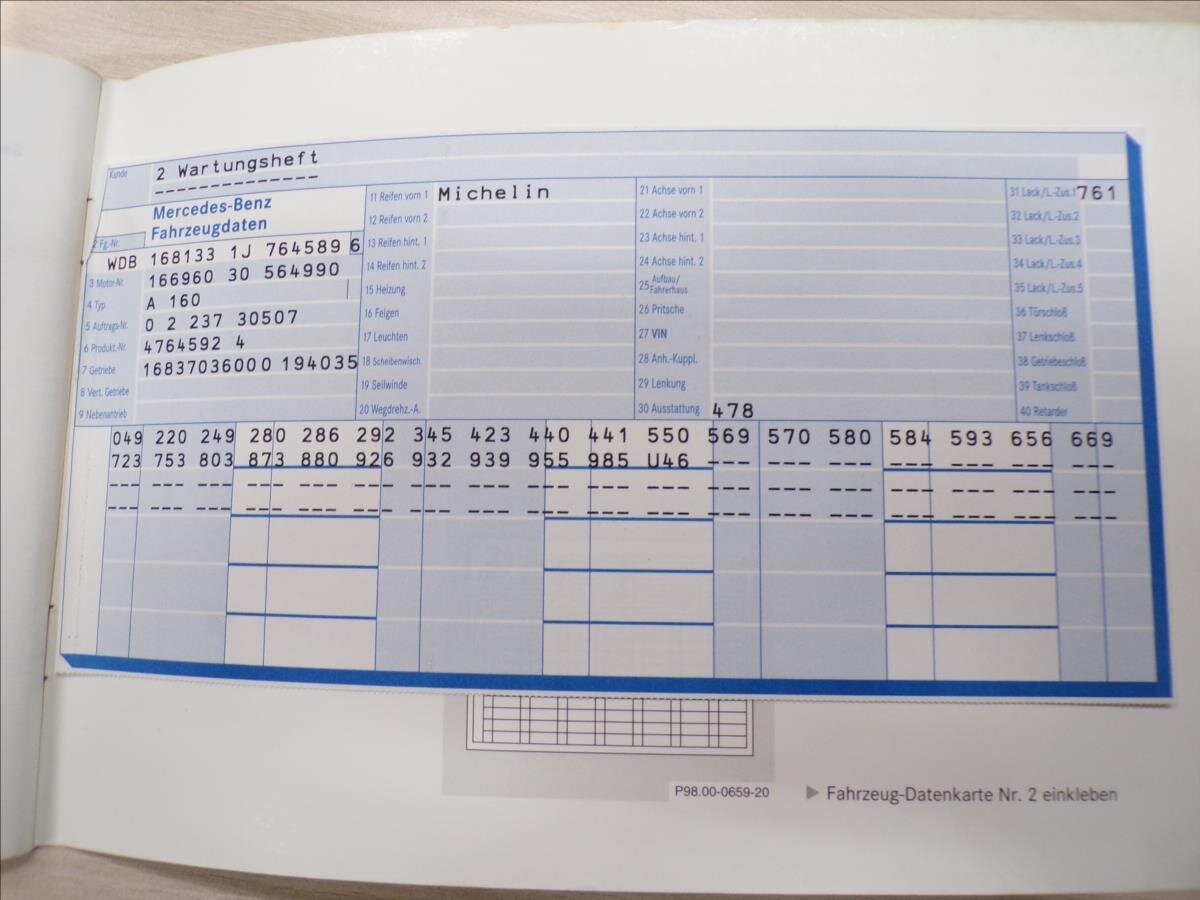 Kunde 2 Wartungsheft
--------------
Mercedes-Benz
Fahrzeugdaten
2 Fg.-Nr.
WDB 168133 1J 764589 6
3 Motor-Nr. 166960 30 564990
4 Typ A 160
5 Auftrags-Nr. 0 2 237 30507
6 Produkt.-Nr. 4764592 4
7 Getriebe 16837036000 194035
8 Vert. Getriebe
9 Nebenantrieb
11 Reifen vorn 1 Michelin
12 Reifen vorn 2
13 Reifen hint. 1
14 Reifen hint. 2
15 Heizung
16 Felgen
17 Leuchten
18 Scheibenwisch.
19 Seilwinde
20 Wegdrehz.-A.
21 Achse vorn 1
22 Achse vorn 2
23 Achse hint. 1
24 Achse hint. 2
25 Aufbau/
Fahrerhaus
26 Pritsche
27 VIN
28 Anh.-Kuppl.
29 Lenkung
30 Ausstattung 478
31 Lack/L.-Zus.1 761
32 Lack/L.-Zus.2
33 Lack/L.-Zus.3
34 Lack/L.-Zus.4
35 Lack/L.-Zus.5
36 Türschloß
37 Lenkschloß
38 Getriebeschloß
39 Tankschloß
40 Retarder
049 220 249 280 286 292 345 423 440 441 550 569 570 580 584 593 656 669
723 753 803 873 880 926 932 939 955 985 U46 --- --- --- --- --- --- ---
--- --- --- --- --- --- --- --- --- --- --- --- --- --- --- --- --- ---
--- --- --- --- --- --- --- --- --- --- --- --- --- --- --- --- --- ---
P98.00-0659-20
▶ Fahrzeug-Datenkarte Nr. 2 einkleben